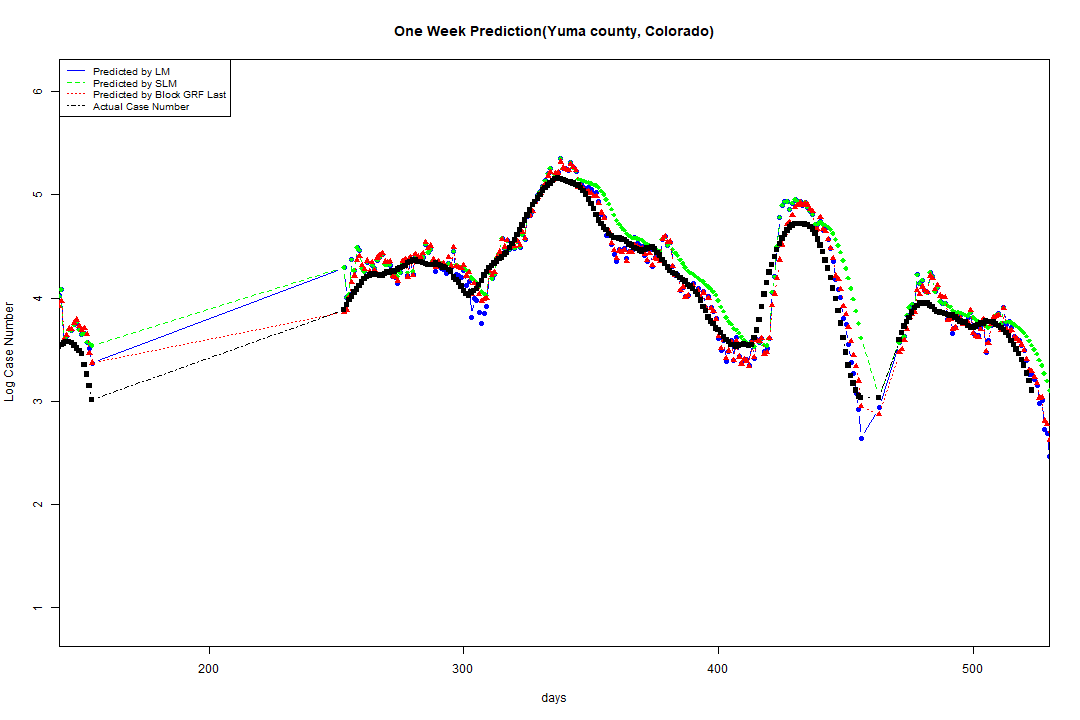 One Week Prediction(Yuma county, Colorado)
Predicted by LM
Predicted by SLM
Predicted by Block GRF Last
Actual Case Number
6
5
4
3
2
1
Log Case Number
200 300 400 500
days